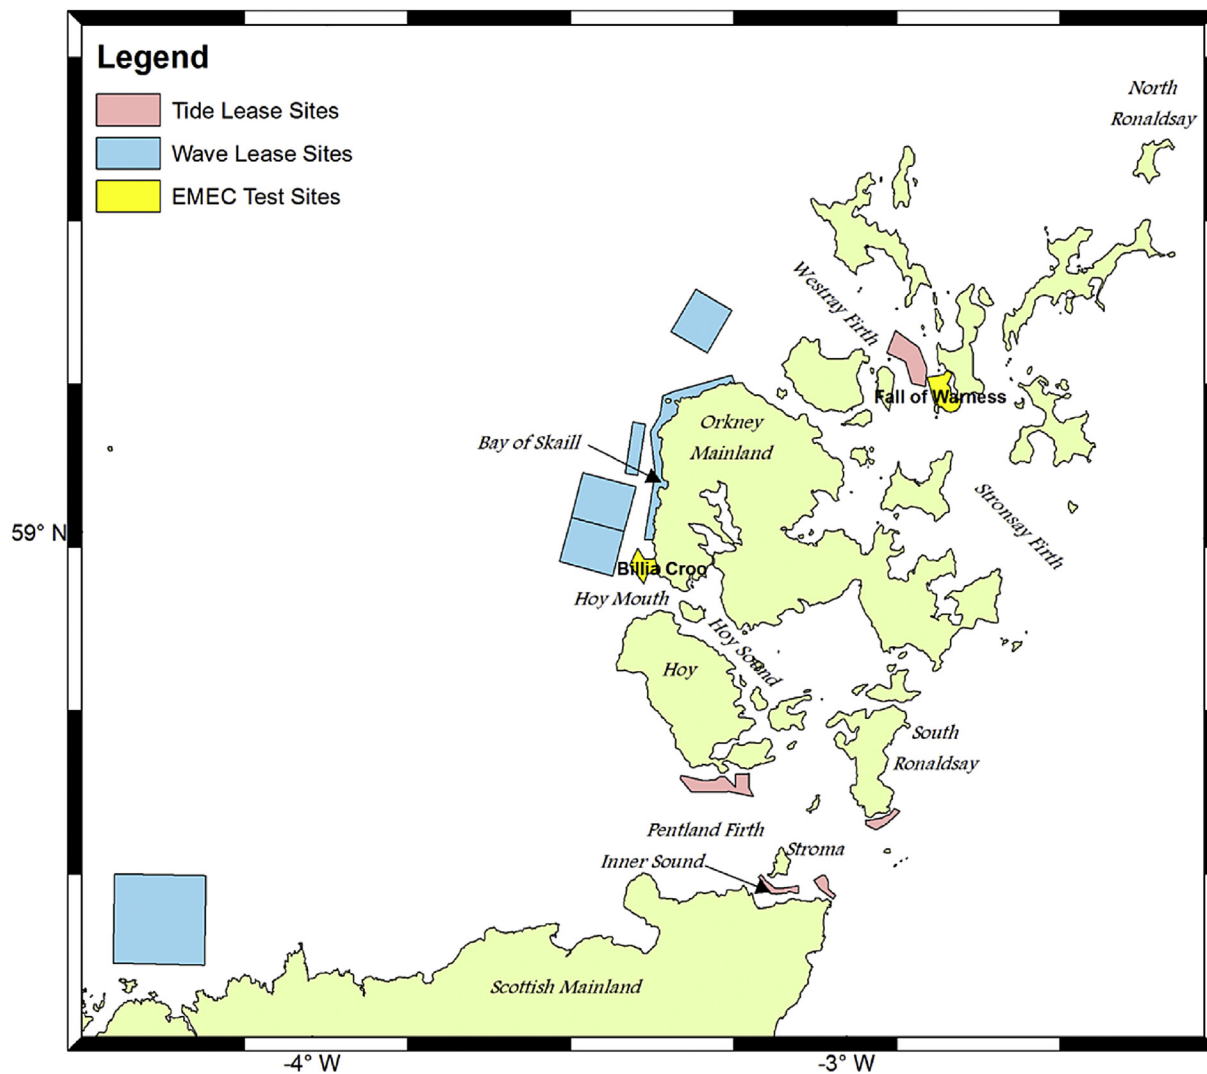 Legend
Tide Lease Sites
Wave Lease Sites
EMEC Test Sites
North
Ronaldsay
Westray Firth
Fall of Warness
Orkney
Mainland
Bay of Skaill
Stronsay Firth
59° N
Billia Croo
Hoy Mouth
Hoy Sound
Hoy
South
Ronaldsay
Pentland Firth
Stroma
Inner Sound
Scottish Mainland
-4° W
-3° W